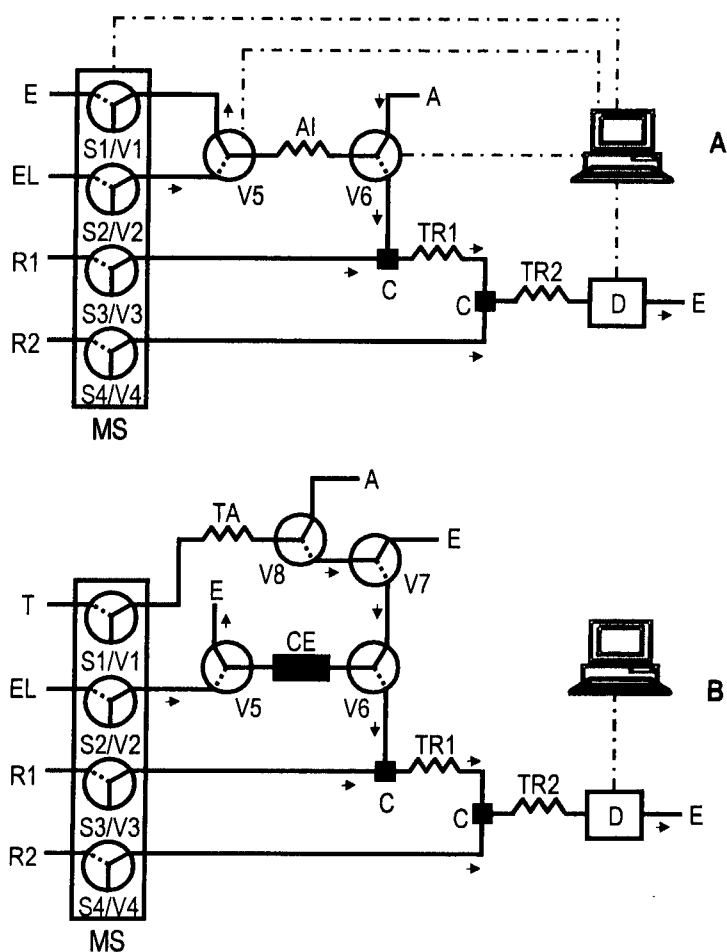 E
A
AI
A
S1/V1
EL
V5
V6
S2/V2
TR1
R1
C
TR2
S3/V3
C
D
E
R2
S4/V4
MS
A
TA
E
V8
V7
T
E
CE
S1/V1
EL
V5
V6
B
S2/V2
TR1
R1
C
TR2
S3/V3
C
D
E
R2
S4/V4
MS